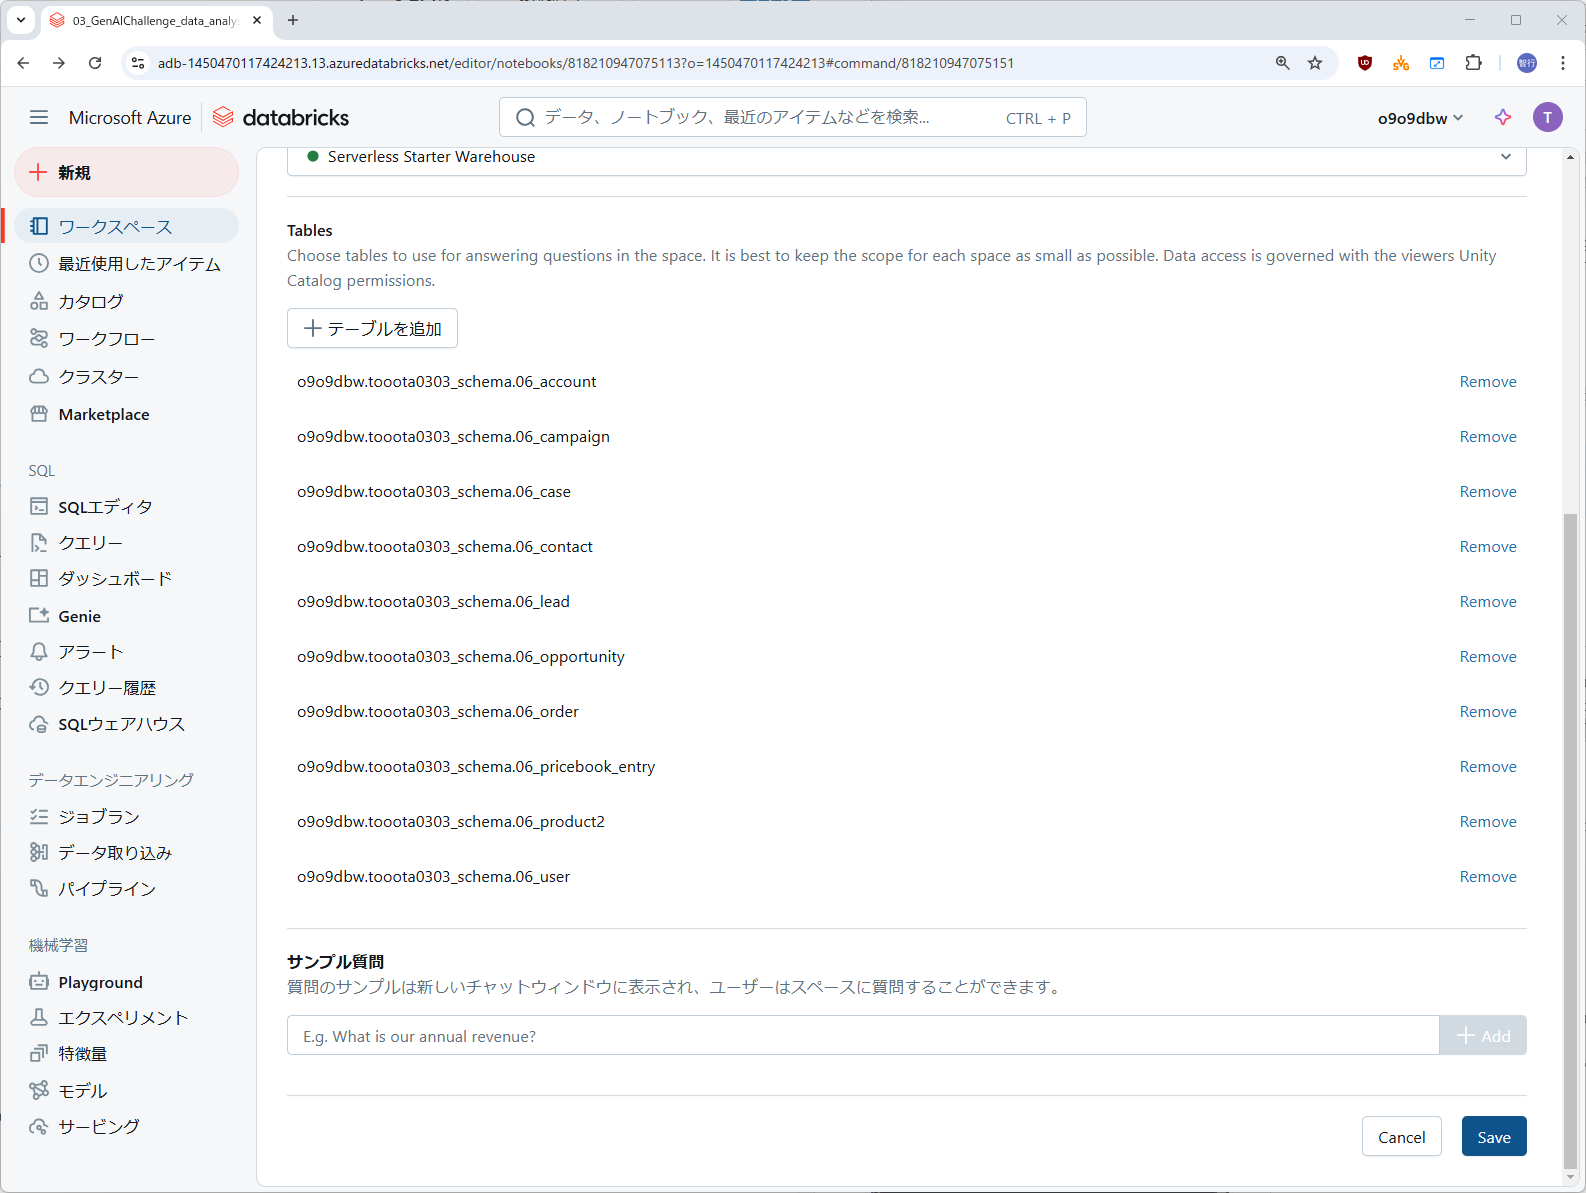 03_GenAIChallenge_data_analys
adb-1450470117424213.13.azuredatabricks.net/editor/notebooks/818210947075113?o=1450470117424213#command/818210947075151
智行
Microsoft Azure
databricks
データ、ノートブック、最近のアイテムなどを検索...
CTRL + P
o9o9dbw
T
新規
ワークスペース
最近使用したアイテム
カタログ
ワークフロー
クラスター
Marketplace
SQL
SQLエディタ
クエリー
ダッシュボード
Genie
アラート
クエリー履歴
SQLウェアハウス
データエンジニアリング
ジョブラン
データ取り込み
パイプライン
機械学習
Playground
エクスペリメント
特徴量
モデル
サービング
Serverless Starter Warehouse
Tables
Choose tables to use for answering questions in the space. It is best to keep the scope for each space as small as possible. Data access is governed with the viewers Unity
Catalog permissions.
テーブルを追加
o9o9dbw.tooota0303_schema.06_account Remove
o9o9dbw.tooota0303_schema.06_campaign Remove
o9o9dbw.tooota0303_schema.06_case Remove
o9o9dbw.tooota0303_schema.06_contact Remove
o9o9dbw.tooota0303_schema.06_lead Remove
o9o9dbw.tooota0303_schema.06_opportunity Remove
o9o9dbw.tooota0303_schema.06_order Remove
o9o9dbw.tooota0303_schema.06_pricebook_entry Remove
o9o9dbw.tooota0303_schema.06_product2 Remove
o9o9dbw.tooota0303_schema.06_user Remove
サンプル質問
質問のサンプルは新しいチャットウィンドウに表示され、ユーザーはスペースに質問することができます。
E.g. What is our annual revenue?
Add
Cancel
Save